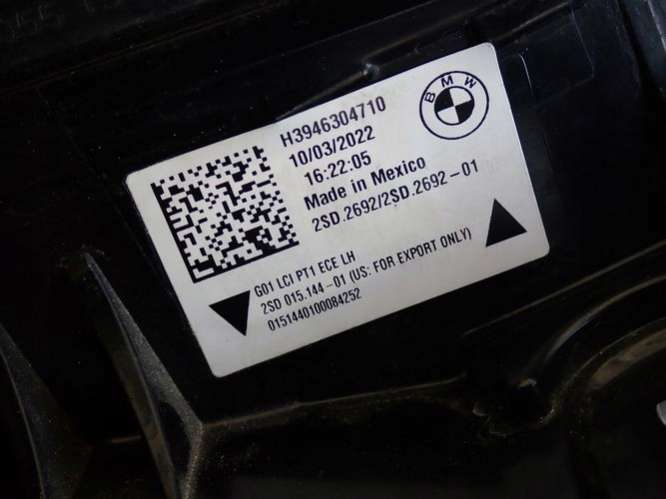 BMW
H3946304710
10/03/2022
16:22:05
Made in Mexico
2SD.2692/2SD.2692-01
G01 LCI PT1 ECE LH
2SD 015.144-01 (US: FOR EXPORT ONLY)
0151440100084252